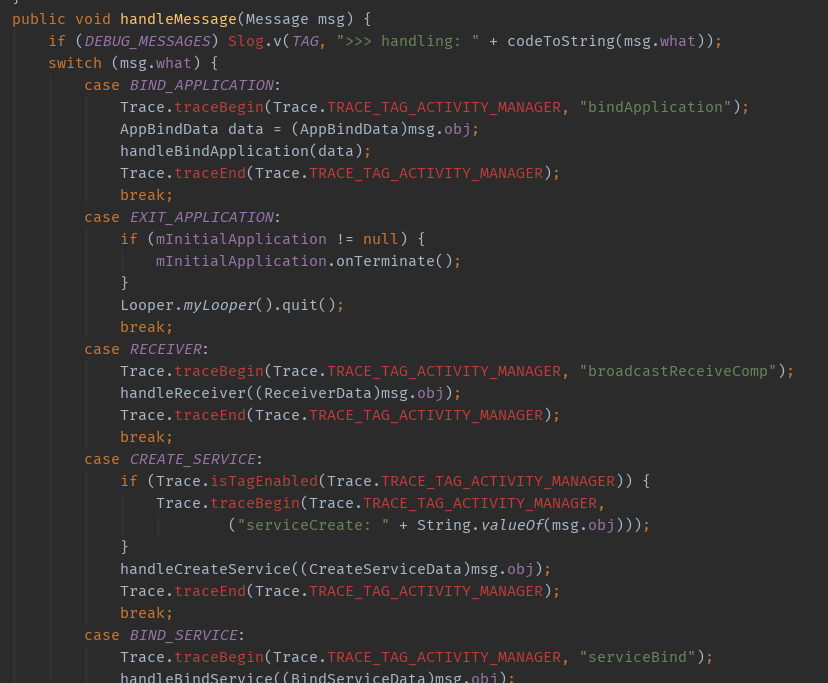 }
public void handleMessage(Message msg) {
    if (DEBUG_MESSAGES) Slog.v(TAG, ">>> handling: " + codeToString(msg.what));
    switch (msg.what) {
        case BIND_APPLICATION:
            Trace.traceBegin(Trace.TRACE_TAG_ACTIVITY_MANAGER, "bindApplication");
            AppBindData data = (AppBindData)msg.obj;
            handleBindApplication(data);
            Trace.traceEnd(Trace.TRACE_TAG_ACTIVITY_MANAGER);
            break;
        case EXIT_APPLICATION:
            if (mInitialApplication != null) {
                mInitialApplication.onTerminate();
            }
            Looper.myLooper().quit();
            break;
        case RECEIVER:
            Trace.traceBegin(Trace.TRACE_TAG_ACTIVITY_MANAGER, "broadcastReceiveComp");
            handleReceiver((ReceiverData)msg.obj);
            Trace.traceEnd(Trace.TRACE_TAG_ACTIVITY_MANAGER);
            break;
        case CREATE_SERVICE:
            if (Trace.isTagEnabled(Trace.TRACE_TAG_ACTIVITY_MANAGER)) {
                Trace.traceBegin(Trace.TRACE_TAG_ACTIVITY_MANAGER,
                        ("serviceCreate: " + String.valueOf(msg.obj)));
            }
            handleCreateService((CreateServiceData)msg.obj);
            Trace.traceEnd(Trace.TRACE_TAG_ACTIVITY_MANAGER);
            break;
        case BIND_SERVICE:
            Trace.traceBegin(Trace.TRACE_TAG_ACTIVITY_MANAGER, "serviceBind");
            handleBindService((BindServiceData)msg.obj);